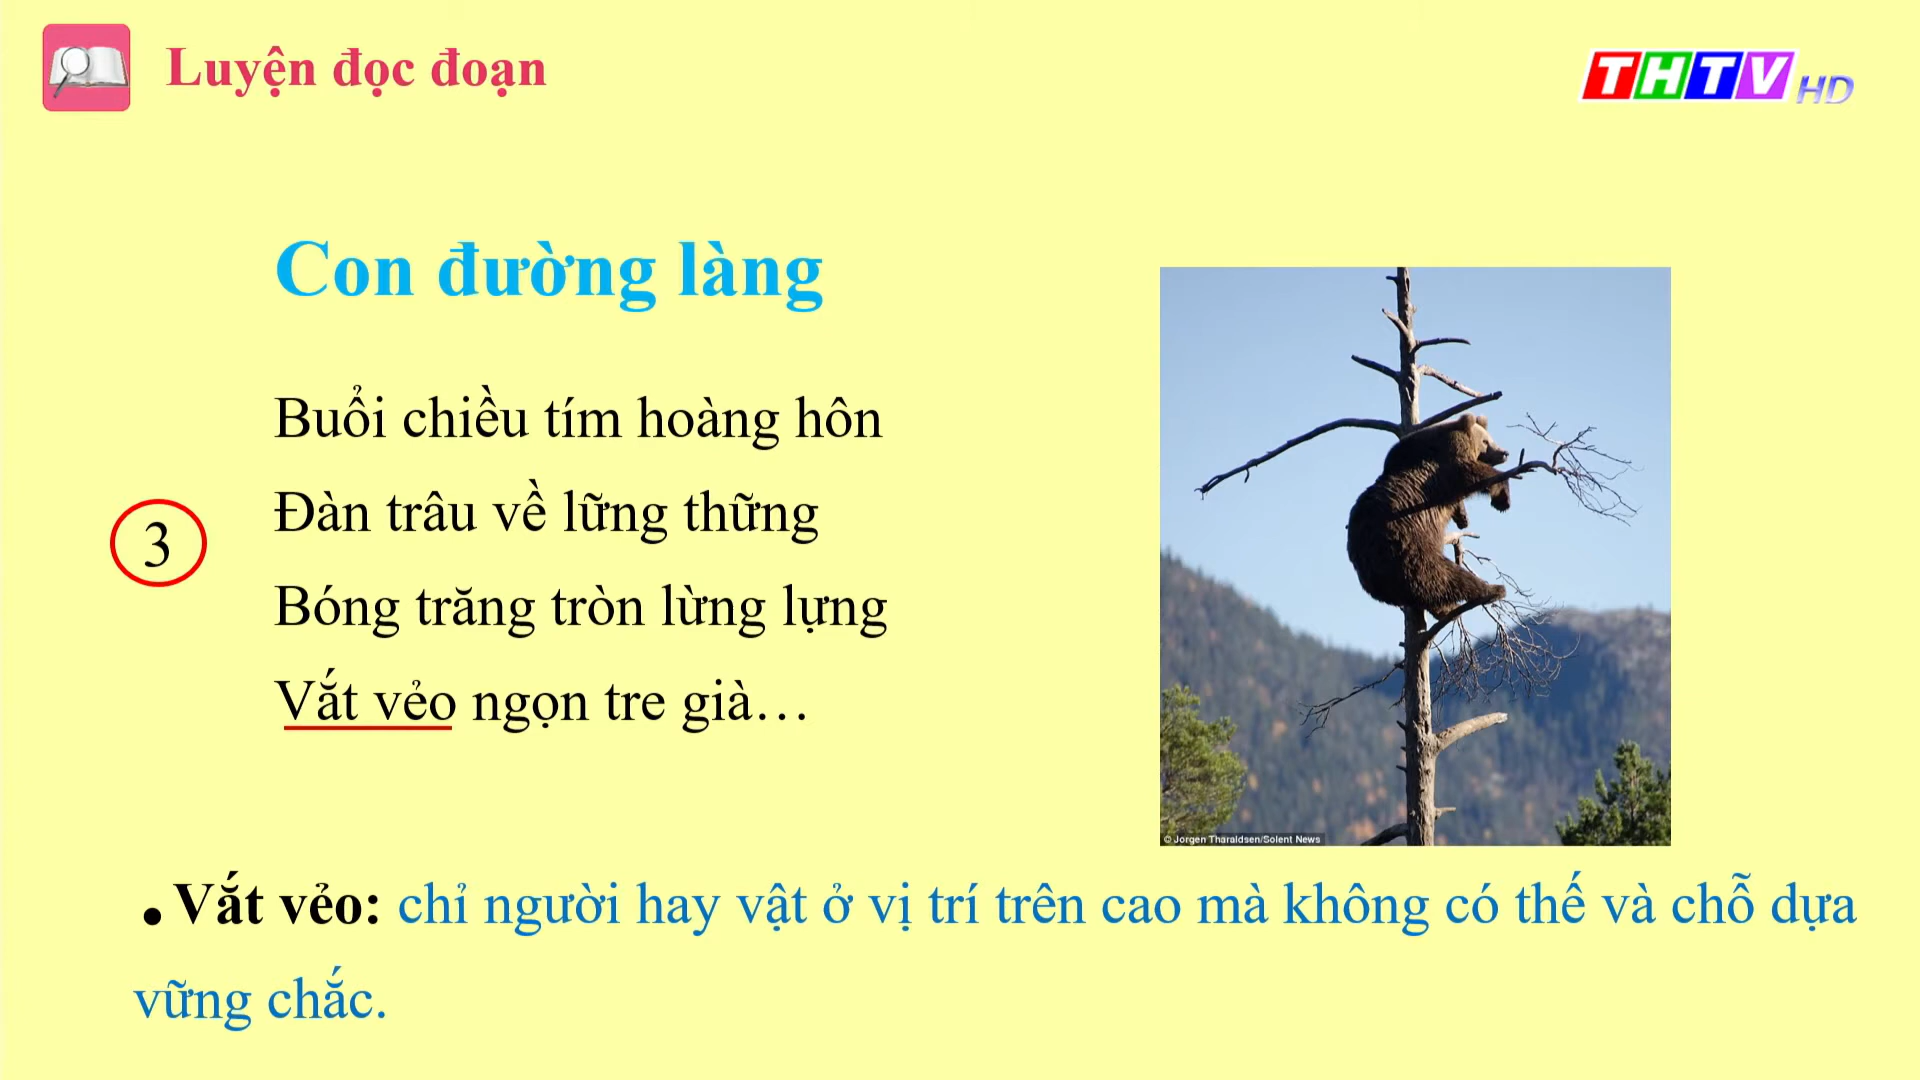 Luyện đọc đoạn
THTV HD
Con đường làng
Buổi chiều tím hoàng hôn
Đàn trâu về lững thững
3
Bóng trăng tròn lừng lựng
Vắt vẻo ngọn tre già…
© Jorgen Tharaldsen/Solent News
. Vắt vẻo: chỉ người hay vật ở vị trí trên cao mà không có thế và chỗ dựa
vững chắc.